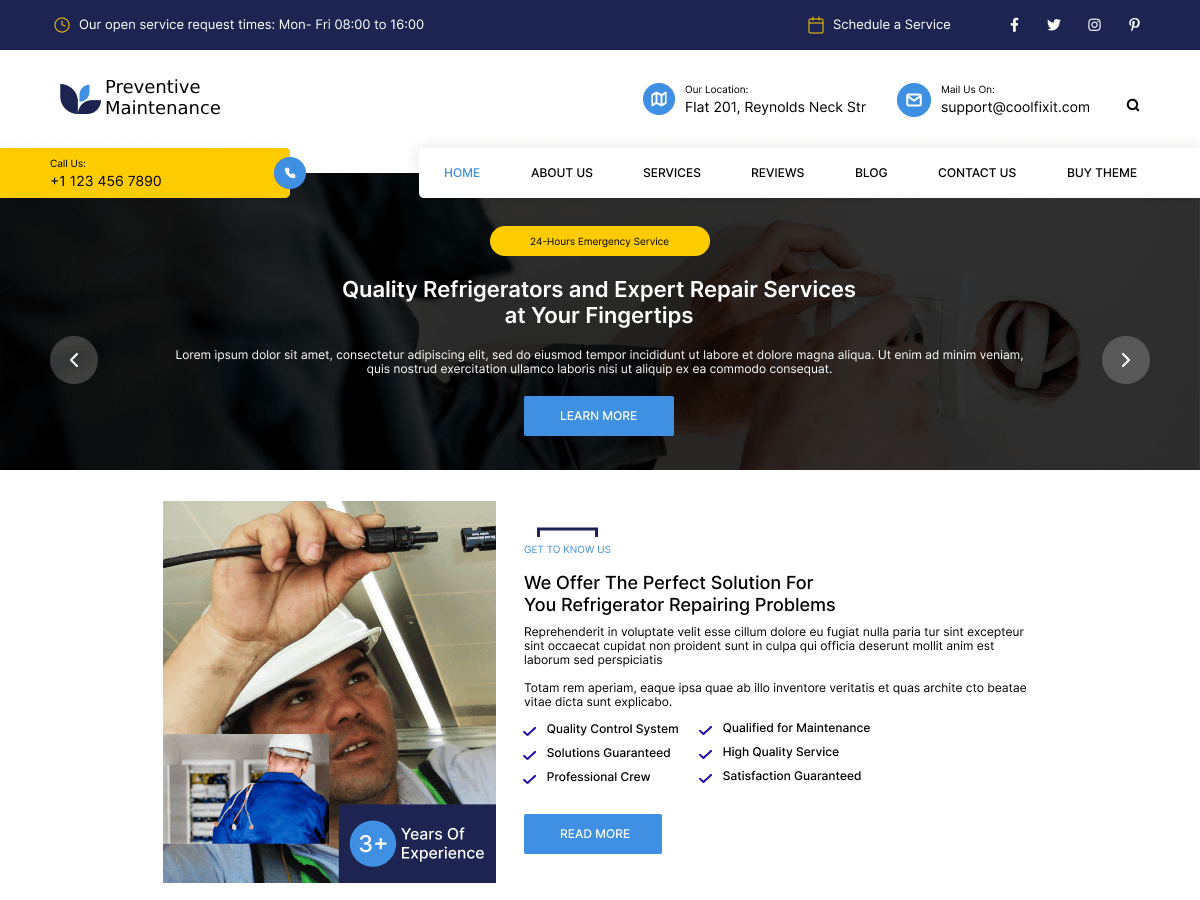 Our open service request times: Mon- Fri 08:00 to 16:00
Schedule a Service
Preventive
Maintenance
Our Location:
Flat 201, Reynolds Neck Str
Mail Us On:
support@coolfixit.com
Call Us:
+1 123 456 7890
HOME
ABOUT US
SERVICES
REVIEWS
BLOG
CONTACT US
BUY THEME
24-Hours Emergency Service
Quality Refrigerators and Expert Repair Services
at Your Fingertips
Lorem ipsum dolor sit amet, consectetur adipiscing elit, sed do eiusmod tempor incididunt ut labore et dolore magna aliqua. Ut enim ad minim veniam,
quis nostrud exercitation ullamco laboris nisi ut aliquip ex ea commodo consequat.
LEARN MORE
GET TO KNOW US
We Offer The Perfect Solution For
You Refrigerator Repairing Problems
Reprehenderit in voluptate velit esse cillum dolore eu fugiat nulla paria tur sint excepteur
sint occaecat cupidat non proident sunt in culpa qui officia deserunt mollit anim est
laborum sed perspiciatis
Totam rem aperiam, eaque ipsa quae ab illo inventore veritatis et quas archite cto beatae
vitae dicta sunt explicabo.
Quality Control System
Qualified for Maintenance
Solutions Guaranteed
High Quality Service
Professional Crew
Satisfaction Guaranteed
READ MORE
3+
Years Of
Experience